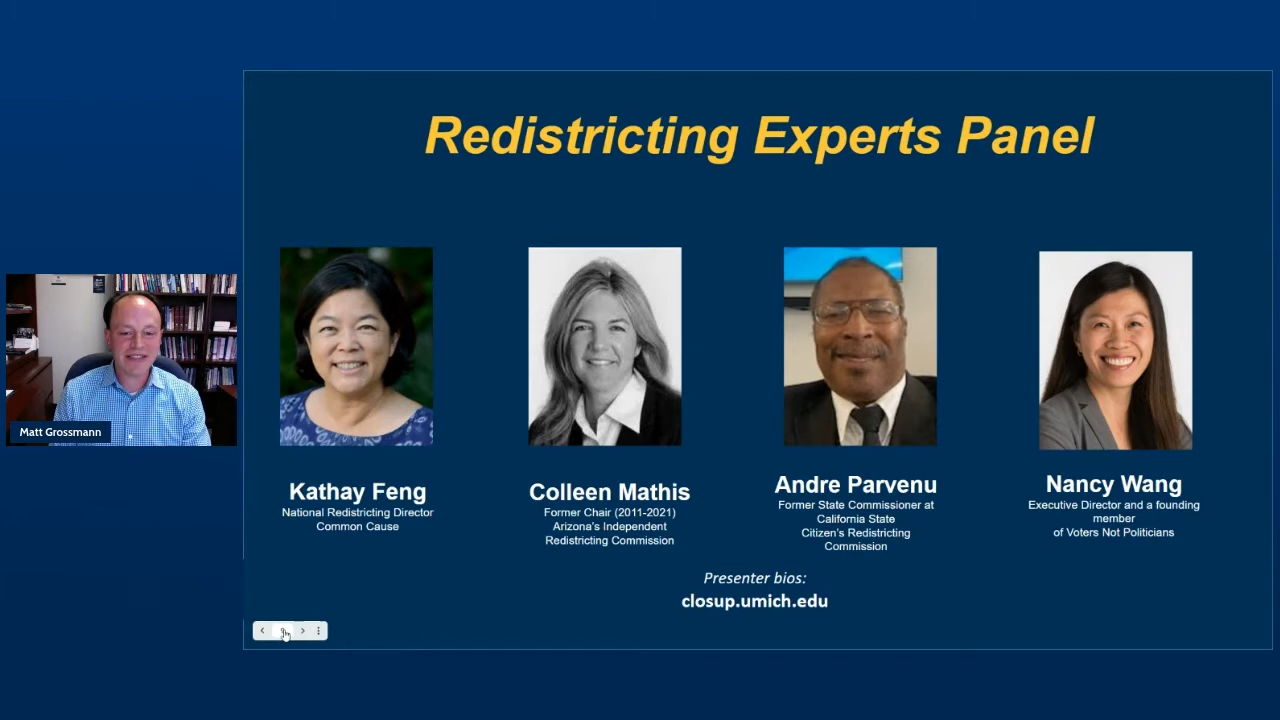 Redistricting Experts Panel
Matt Grossmann
Kathay Feng
National Redistricting Director
Common Cause
Colleen Mathis
Former Chair (2011-2021)
Arizona's Independent
Redistricting Commission
Andre Parvenu
Former State Commissioner at
California State
Citizen's Redistricting
Commission
Nancy Wang
Executive Director and a founding
member
of Voters Not Politicians
Presenter bios:
closup.umich.edu